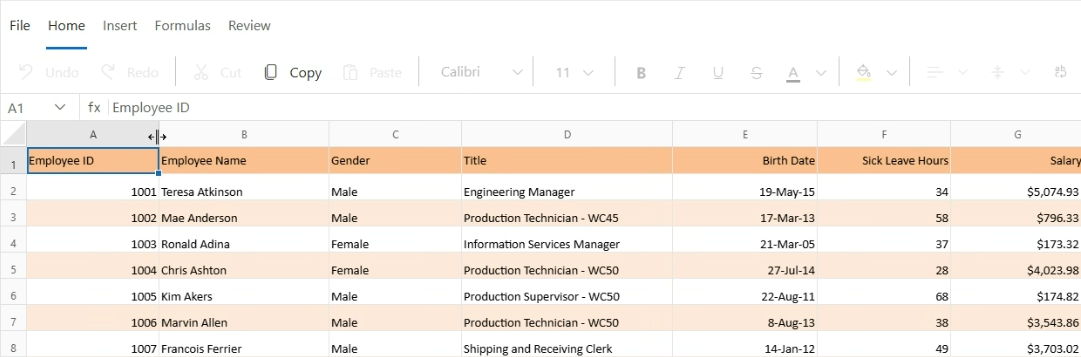 File Home Insert Formulas Review
Undo Redo Cut Copy Paste Calibri 11 B I U S A
A1 fx Employee ID
A B C D E F G
1 Employee ID Employee Name Gender Title Birth Date Sick Leave Hours Salary
2 1001 Teresa Atkinson Male Engineering Manager 19-May-15 34 $5,074.93
3 1002 Mae Anderson Male Production Technician - WC45 17-Mar-13 58 $796.33
4 1003 Ronald Adina Female Information Services Manager 21-Mar-05 37 $173.32
5 1004 Chris Ashton Female Production Technician - WC50 27-Jul-14 28 $4,023.98
6 1005 Kim Akers Male Production Supervisor - WC50 22-Aug-11 68 $174.82
7 1006 Marvin Allen Male Production Technician - WC50 8-Aug-13 38 $3,543.86
8 1007 Francois Ferrier Male Shipping and Receiving Clerk 14-Jan-12 49 $3,703.02